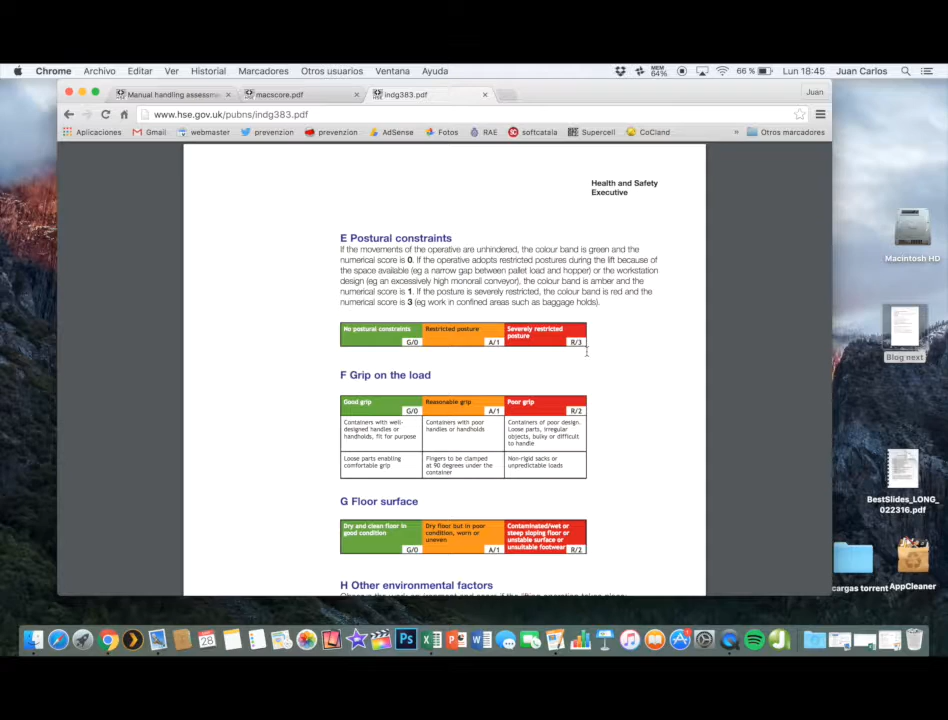 Chrome Archivo Editar Ver Historial Marcadores Otros usuarios Ventana Ayuda MEM 64% 66 % Lun 18:45 Juan Carlos
Manual handling assessm macscore.pdf indg383.pdf Juan
www.hse.gov.uk/pubns/indg383.pdf
Aplicaciones Gmail webmaster prevenzion prevenzion AdSense Fotos RAE softcatala Supercell CoCland » Otros marcadores
Health and Safety
Executive
E Postural constraints
If the movements of the operative are unhindered, the colour band is green and the
numerical score is 0. If the operative adopts restricted postures during the lift because of
the space available (eg a narrow gap between pallet load and hopper) or the workstation
design (eg an excessively high monorail conveyor), the colour band is amber and the
numerical score is 1. If the posture is severely restricted, the colour band is red and the
numerical score is 3 (eg work in confined areas such as baggage holds).
No postural constraints
G/0
Restricted posture
A/1
Severely restricted
posture
R/3
F Grip on the load
Good grip
G/0
Reasonable grip
A/1
Poor grip
R/2
Containers with well-
designed handles or
handholds, fit for purpose
Containers with poor
handles or handholds
Containers of poor design.
Loose parts, irregular
objects, bulky or difficult
to handle
Loose parts enabling
comfortable grip
Fingers to be clamped
at 90 degrees under the
container
Non-rigid sacks or
unpredictable loads
G Floor surface
Dry and clean floor in
good condition
G/0
Dry floor but in poor
condition, worn or
uneven
A/1
Contaminated/wet or
steep sloping floor or
unstable surface or
unsuitable footwear
R/2
H Other environmental factors
Macintosh HD
Blog next
BestSlides_LONG_
022316.pdf
cargas torrent
AppCleaner
28